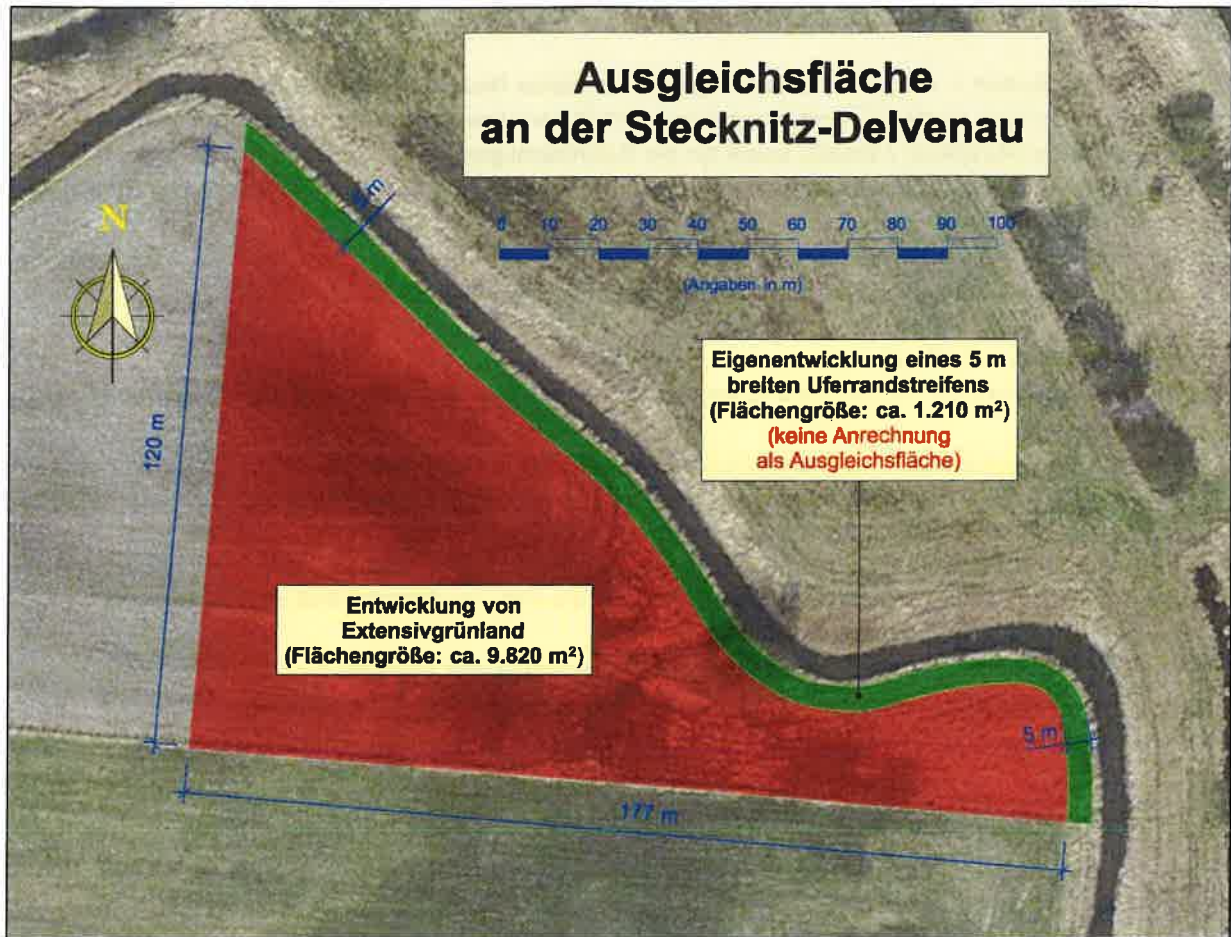 Ausgleichsfläche
an der Stecknitz-Delvenau
N
5 m
0 10 20 30 40 50 60 70 80 90 100
(Angaben in m)
Eigenentwicklung eines 5 m
breiten Uferrandstreifens
(Flächengröße: ca. 1.210 m²)
(keine Anrechnung
als Ausgleichsfläche)
120 m
Entwicklung von
Extensivgrünland
(Flächengröße: ca. 9.820 m²)
5 m
177 m